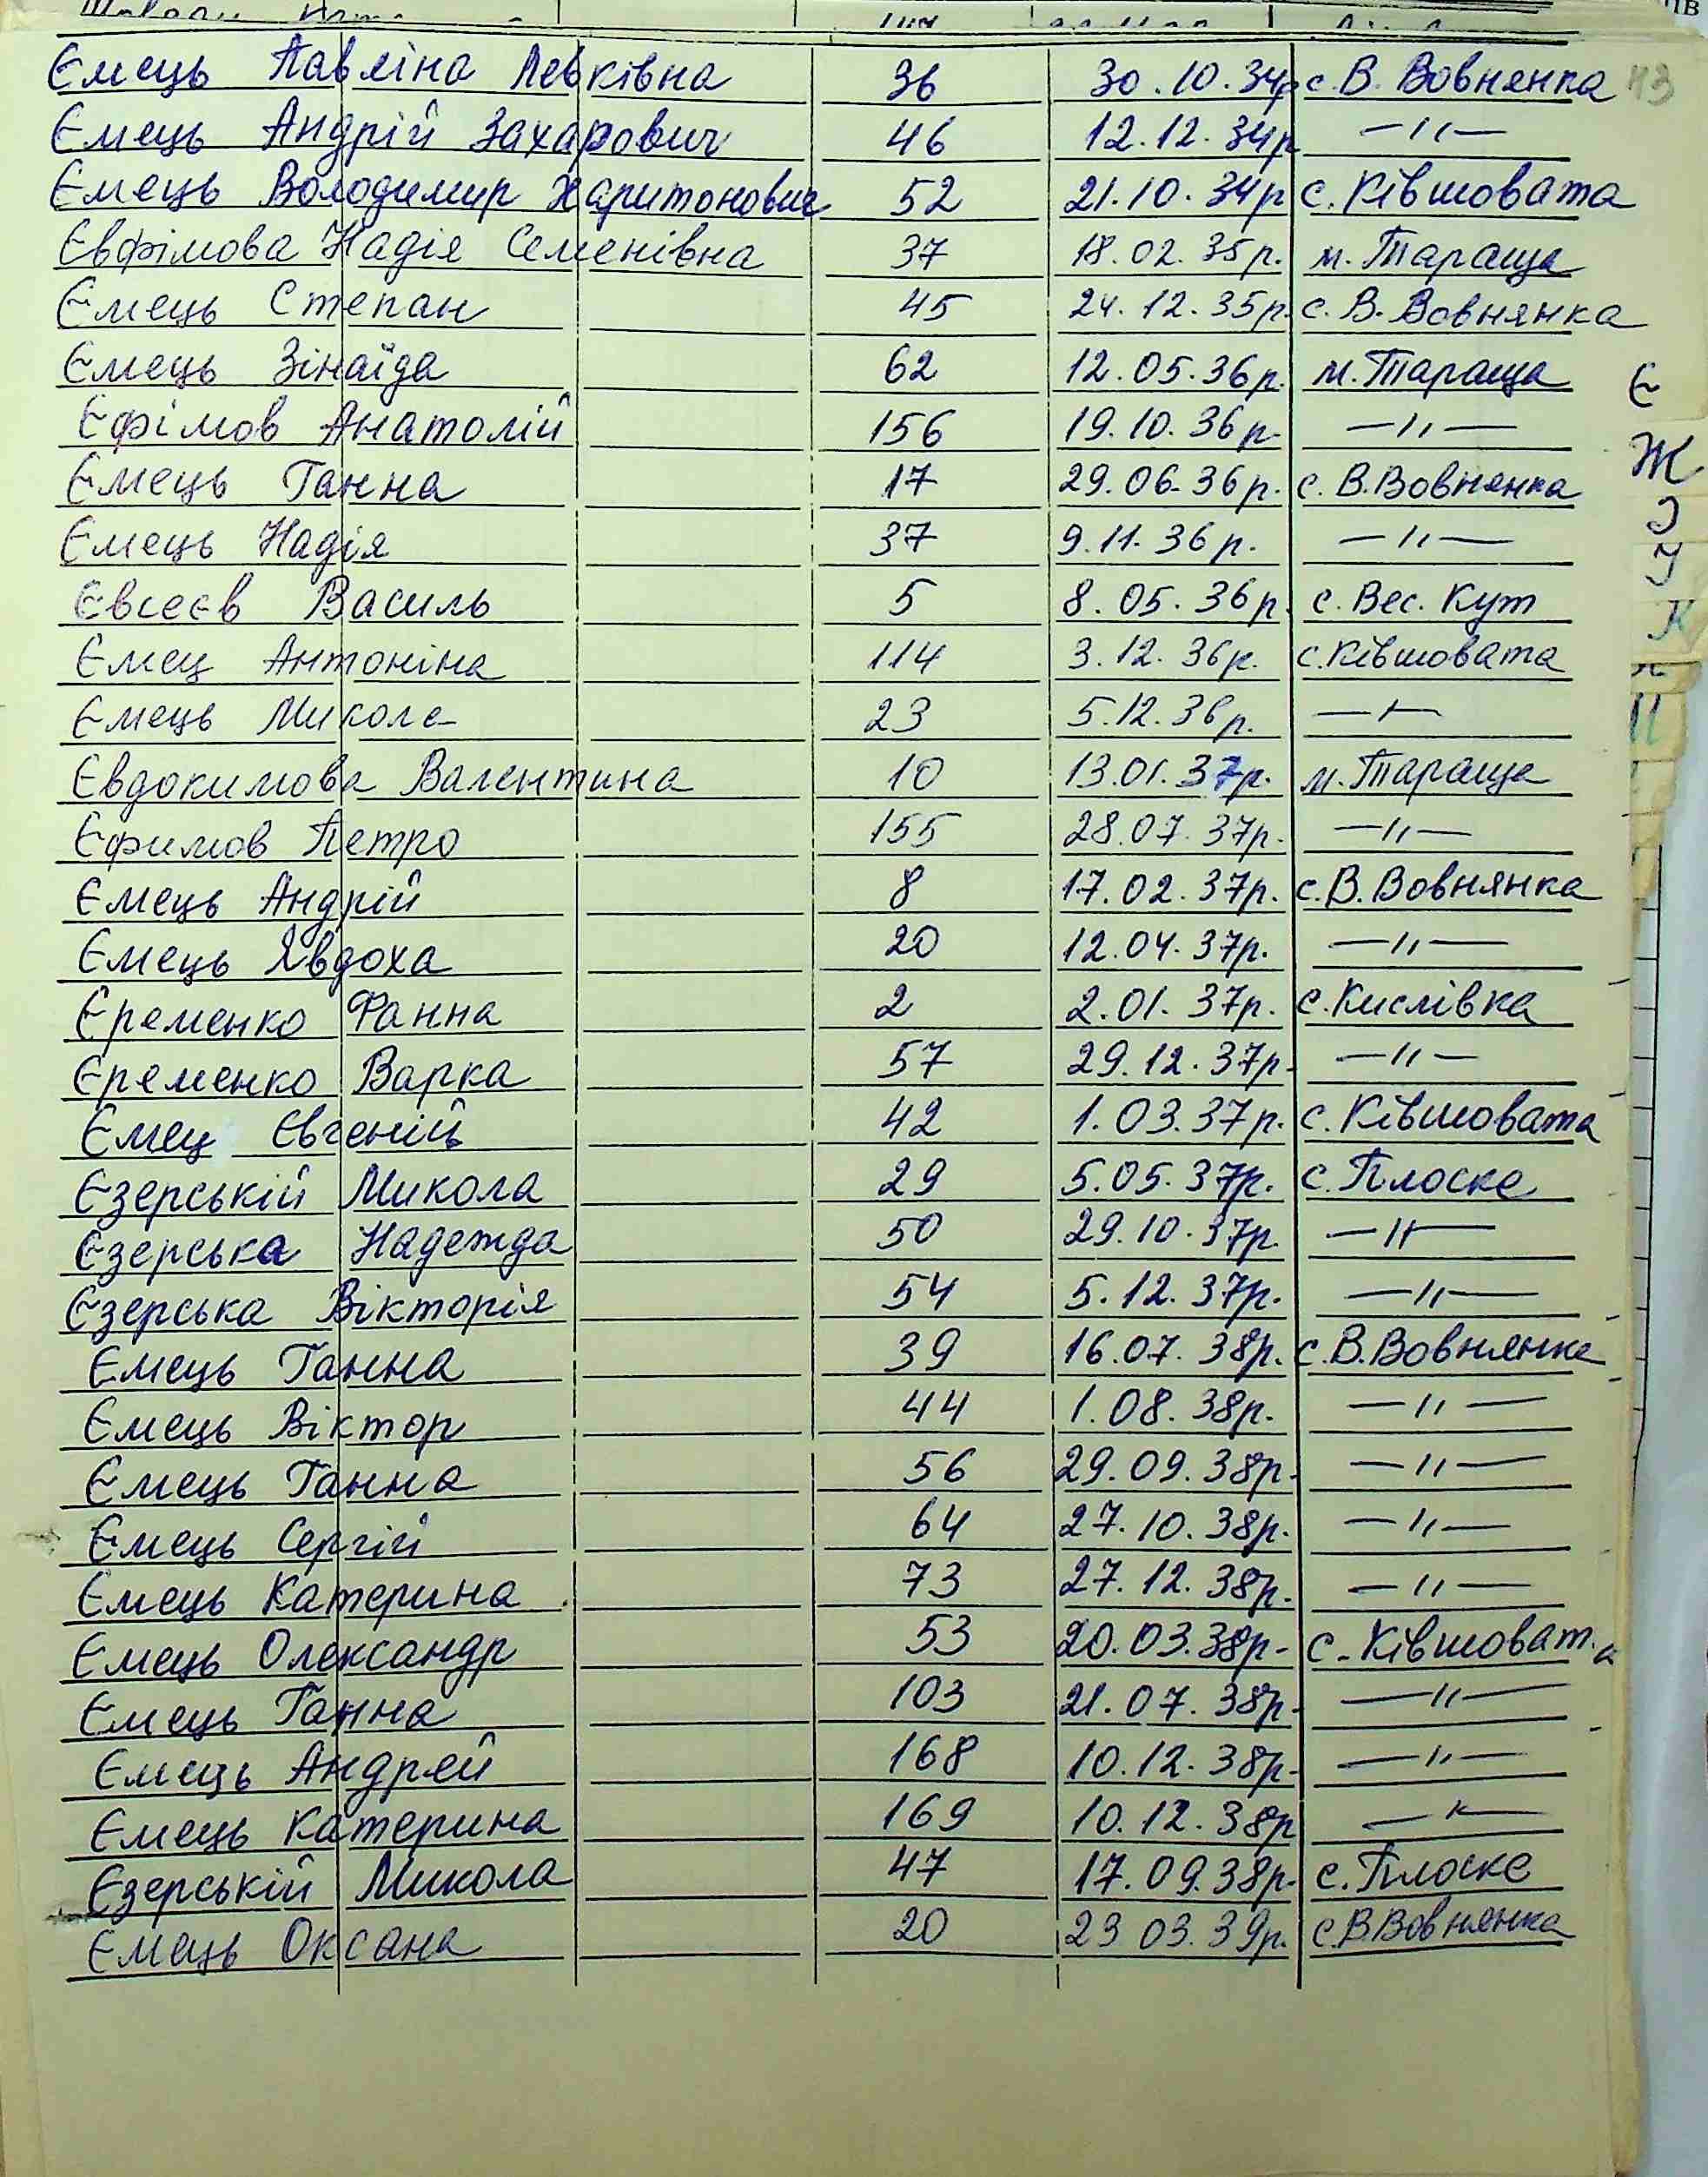 Ємець Павліна Левківна 36 30.10.34р с. В. Вовнянка 113
Ємець Андрій Захарович 46 12.12.34р —〃—
Ємець Володимир Харитонович 52 21.10.34р с. Ківшовата
Євфімова Надія Семенівна 37 18.02.35р. м. Тараща
Ємець Степан 45 24.12.35р. с. В. Вовнянка
Ємець Зінаїда 62 12.05.36р. м. Тараща
Єфімов Анатолій 156 19.10.36р. —〃—
Ємець Ганна 17 29.06.36р. с. В. Вовнянка
Ємець Надія 37 9.11.36р. —〃—
Євсєєв Василь 5 8.05.36р. с. Вес. Кут
Ємец Антоніна 114 3.12.36р. с. Ківшовата
Ємець Микола 23 5.12.36р. —〃—
Євдокимова Валентина 10 13.01.37р. м. Тараща
Єфимов Петро 155 28.07.37р. —〃—
Ємець Андрій 8 17.02.37р. с. В. Вовнянка
Ємець Явдоха 20 12.04.37р. —〃—
Єременко Фанна 2 2.01.37р. с. Кислівка
Єременко Варка 57 29.12.37р. —〃—
Ємец Євгеній 42 1.03.37р. с. Ківшовата
Єзерській Микола 29 5.05.37р. с. Плоске
Єзерська Надежда 50 29.10.37р. —〃—
Єзерська Вікторія 54 5.12.37р. —〃—
Ємець Ганна 39 16.07.38р. с. В. Вовнянка
Ємець Віктор 44 1.08.38р. —〃—
Ємець Ганна 56 29.09.38р. —〃—
Ємець Сергій 64 27.10.38р. —〃—
Ємець Катерина 73 27.12.38р. —〃—
Ємець Олександр 53 20.03.38р. с. Ківшовата
Ємець Ганна 103 21.07.38р. —〃—
Ємець Андрей 168 10.12.38р. —〃—
Ємець Катерина 169 10.12.38р —〃—
Єзерській Микола 47 17.09.38р. с. Плоске
Ємець Оксана 20 23 03.39р. с. В Вовнянка
Є
Ж
З
І
К